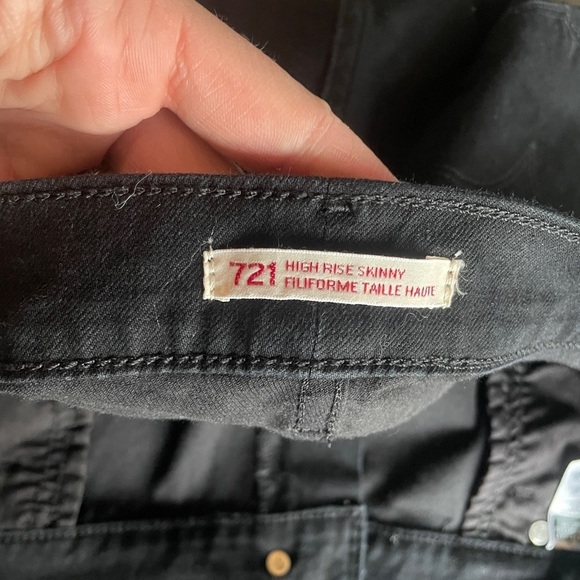 721 HIGH RISE SKINNY
FILIFORME TAILLE HAUTE